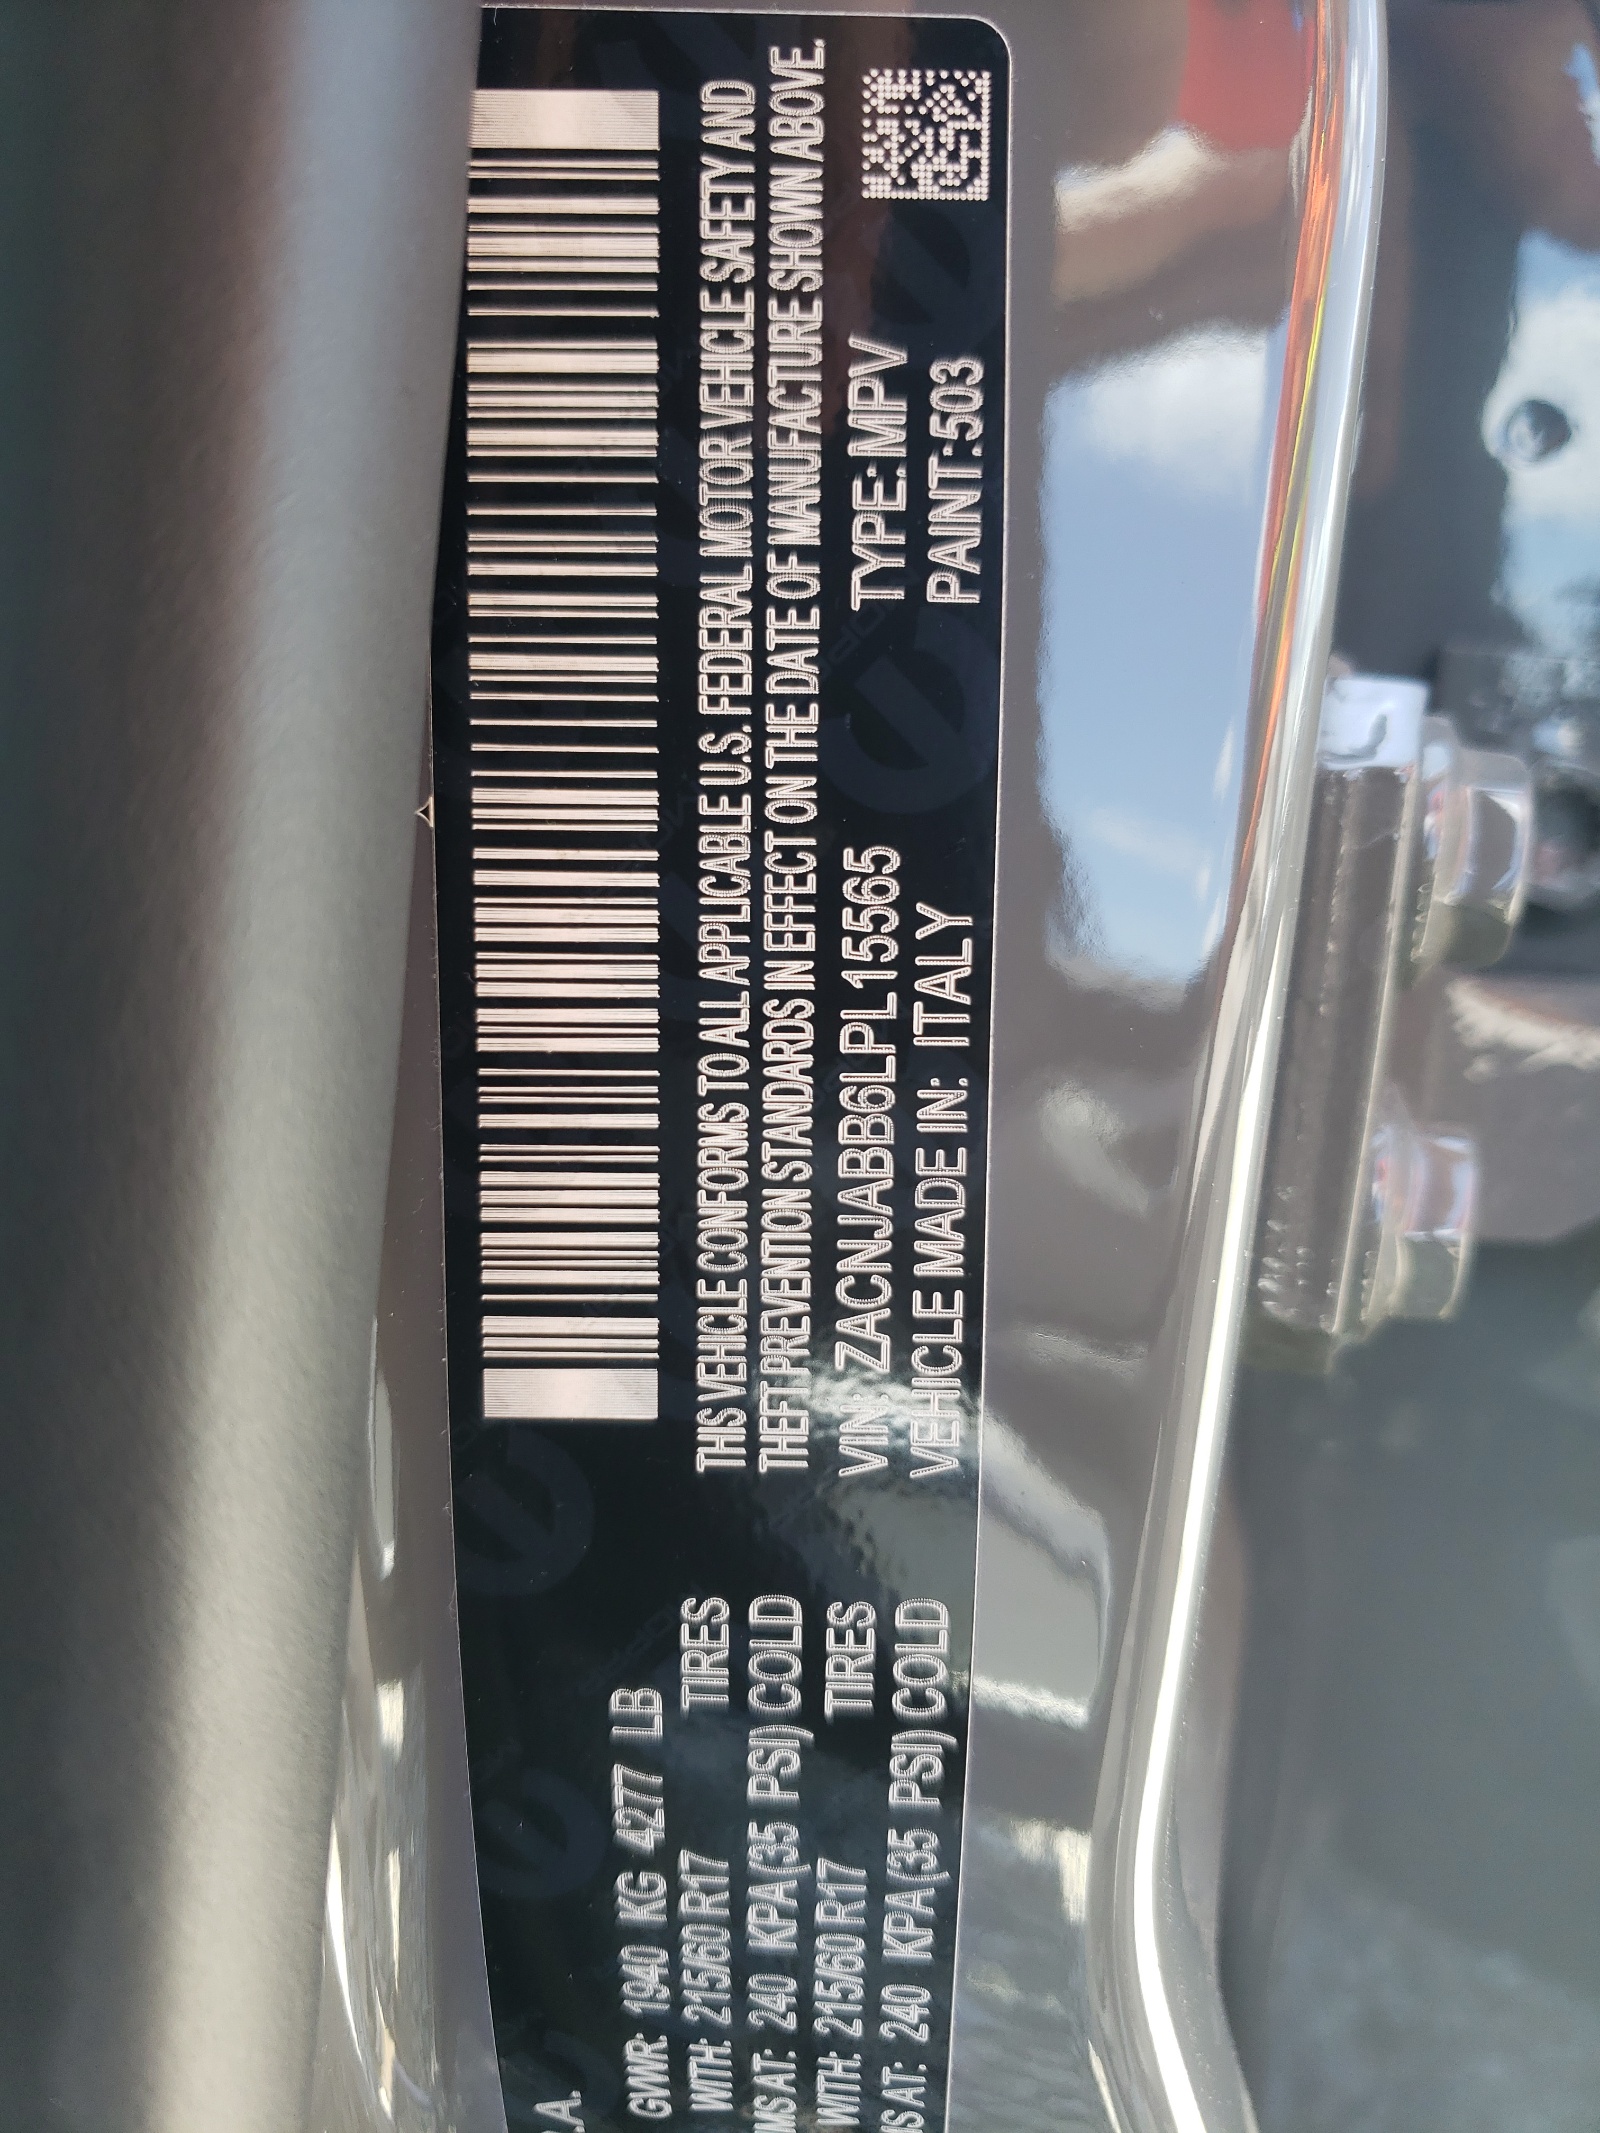 .A.
GVWR: 1940 KG 4277 LB
WITH: 215/60 R17 TIRES
MS AT: 240 KPA (35 PSI) COLD
WITH: 215/60 R17 TIRES
MS AT: 240 KPA (35 PSI) COLD
THIS VEHICLE CONFORMS TO ALL APPLICABLE U.S. FEDERAL MOTOR VEHICLE SAFETY AND
THEFT PREVENTION STANDARDS IN EFFECT ON THE DATE OF MANUFACTURE SHOWN ABOVE.
VIN: ZACNJABB6LPL15565 TYPE: MPV
VEHICLE MADE IN: ITALY PAINT: 503